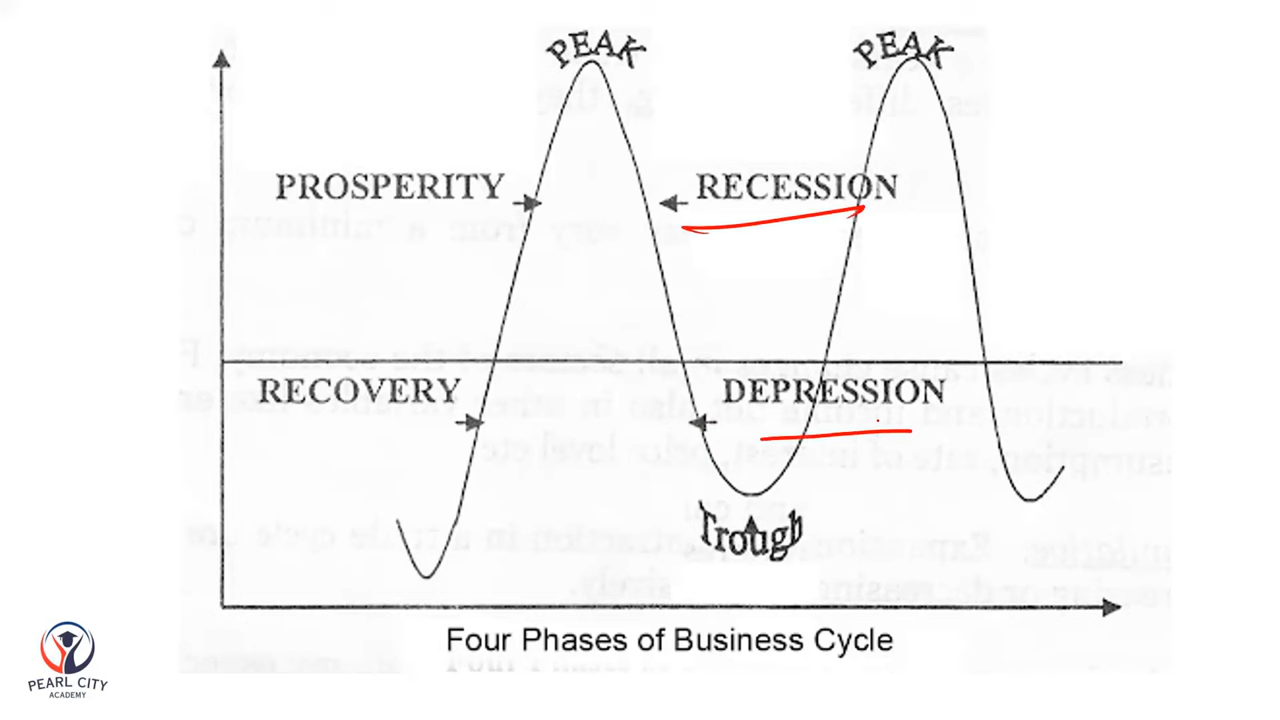 PEAK PEAK
PROSPERITY RECESSION
RECOVERY DEPRESSION
Trough
Four Phases of Business Cycle
PEARL CITY
ACADEMY